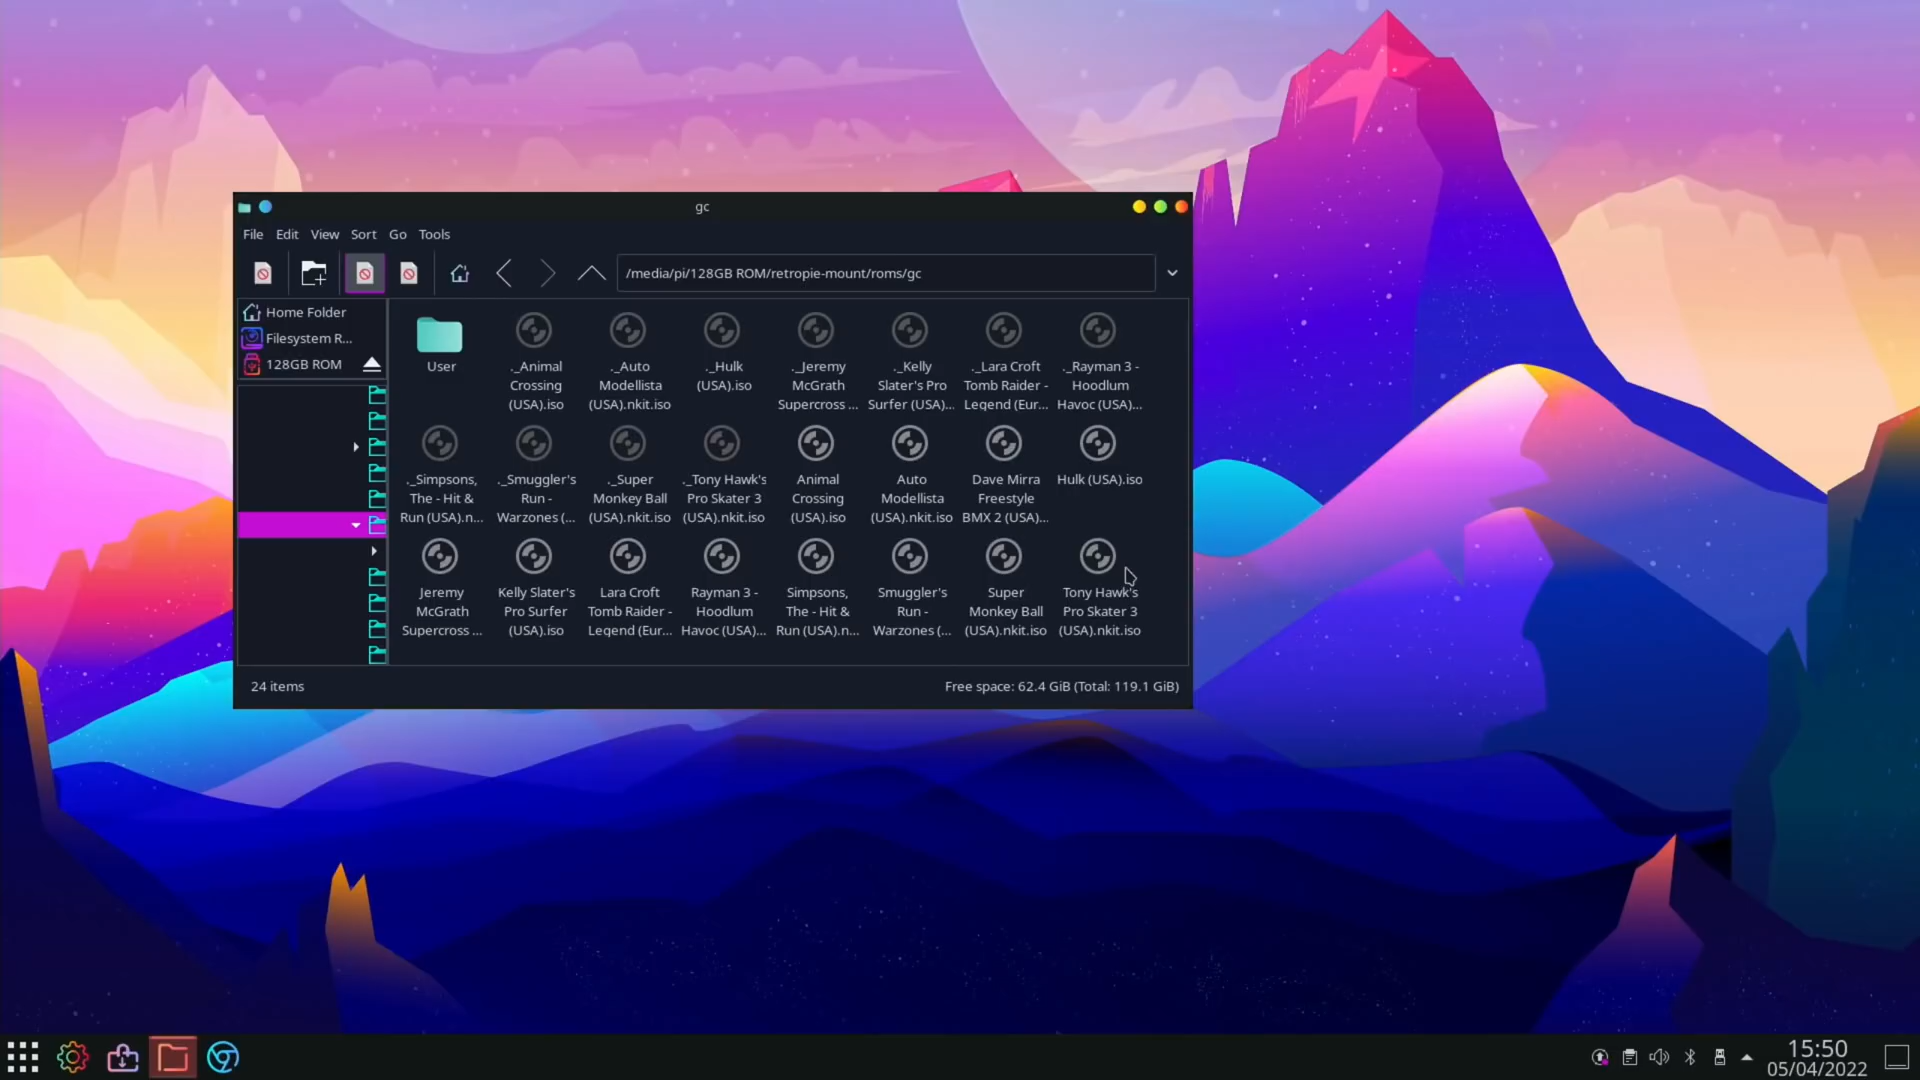 gc
File Edit View Sort Go Tools
/media/pi/128GB ROM/retropie-mount/roms/gc
Home Folder
Filesystem R...
128GB ROM
User
._Animal
Crossing
(USA).iso
._Auto
Modellista
(USA).nkit.iso
._Hulk
(USA).iso
._Jeremy
McGrath
Supercross ...
._Kelly
Slater's Pro
Surfer (USA)...
._Lara Croft
Tomb Raider -
Legend (Eur...
._Rayman 3 -
Hoodlum
Havoc (USA)...
._Simpsons,
The - Hit &
Run (USA).n...
._Smuggler's
Run -
Warzones (...
._Super
Monkey Ball
(USA).nkit.iso
._Tony Hawk's
Pro Skater 3
(USA).nkit.iso
Animal
Crossing
(USA).iso
Auto
Modellista
(USA).nkit.iso
Dave Mirra
Freestyle
BMX 2 (USA)...
Hulk (USA).iso
Jeremy
McGrath
Supercross ...
Kelly Slater's
Pro Surfer
(USA).iso
Lara Croft
Tomb Raider -
Legend (Eur...
Rayman 3 -
Hoodlum
Havoc (USA)...
Simpsons,
The - Hit &
Run (USA).n...
Smuggler's
Run -
Warzones (...
Super
Monkey Ball
(USA).nkit.iso
Tony Hawk's
Pro Skater 3
(USA).nkit.iso
24 items
Free space: 62.4 GiB (Total: 119.1 GiB)
15:50
05/04/2022